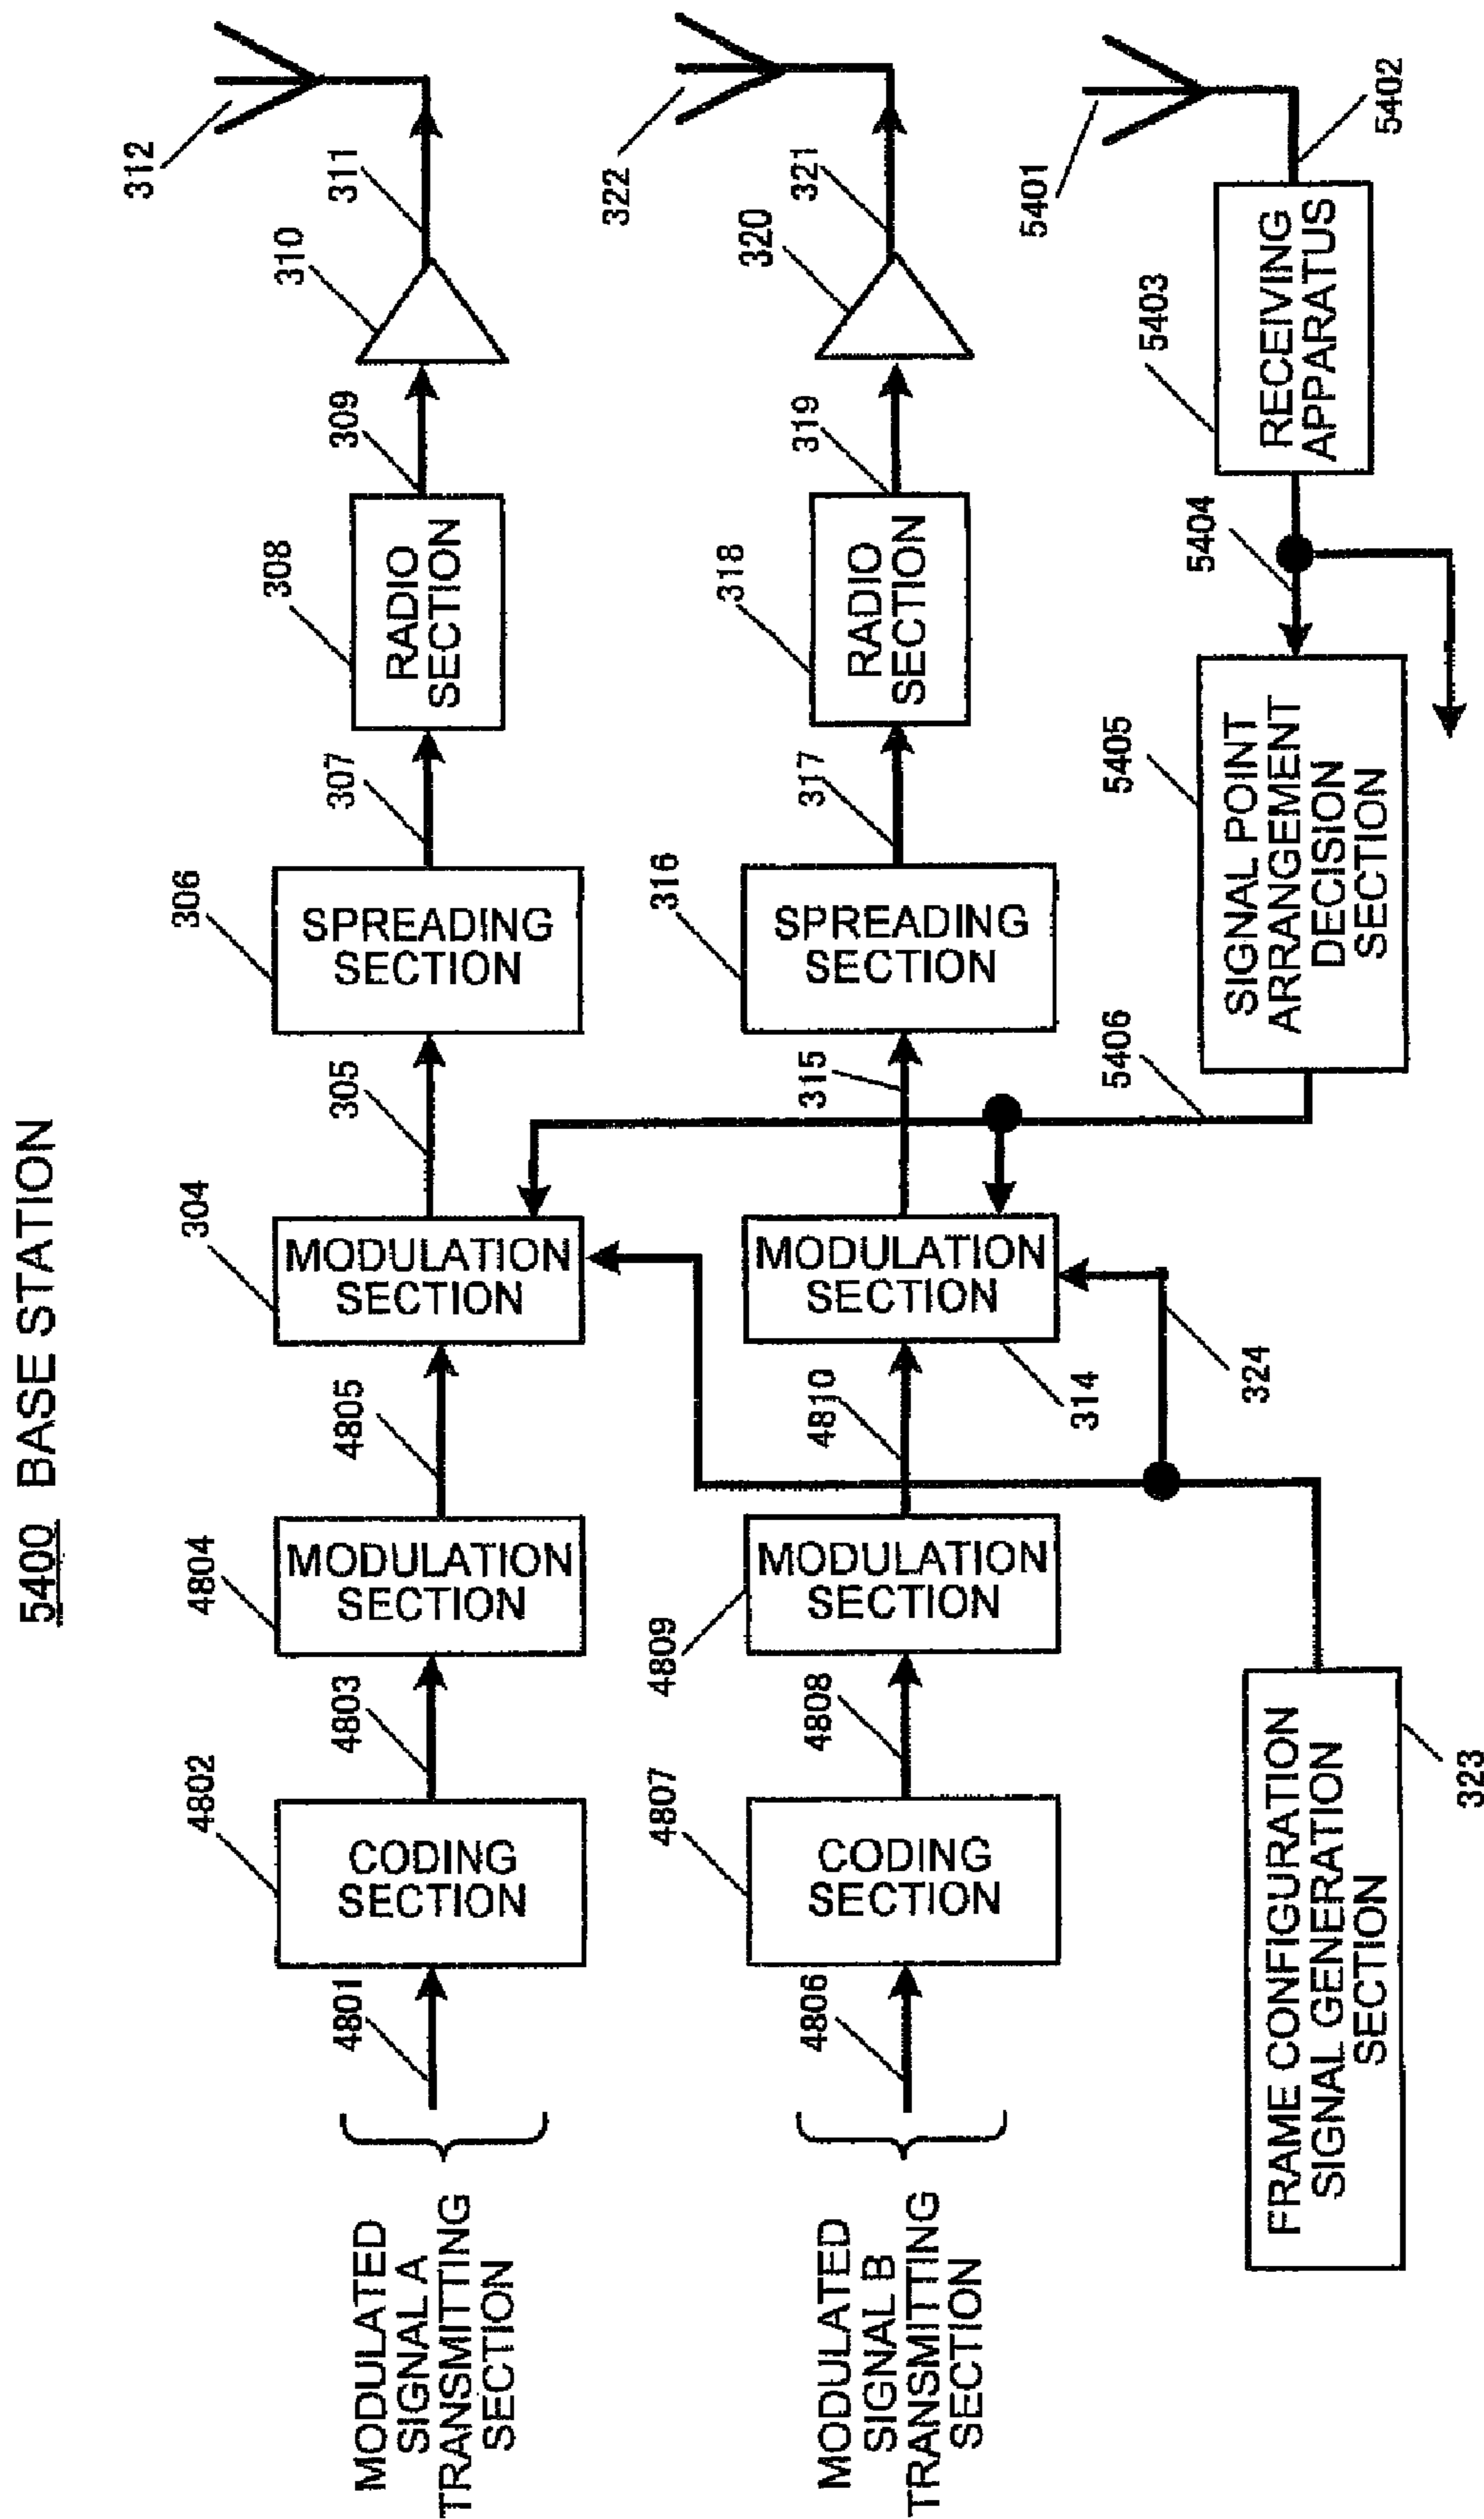 5400 BASE STATION
MODULATED
SIGNAL A
TRANSMITTING
SECTION
4801
4802
CODING
SECTION
4803
4804
MODULATION
SECTION
4805
304
MODULATION
SECTION
305
306
SPREADING
SECTION
307
308
RADIO
SECTION
309
310
311
312
MODULATED
SIGNAL B
TRANSMITTING
SECTION
4806
4807
CODING
SECTION
4808
4809
MODULATION
SECTION
4810
314
MODULATION
SECTION
315
316
SPREADING
SECTION
317
318
RADIO
SECTION
319
320
321
322
FRAME CONFIGURATION
SIGNAL GENERATION
SECTION
323
324
5406
5405
SIGNAL POINT
ARRANGEMENT
DECISION
SECTION
5404
5403
RECEIVING
APPARATUS
5401
5402